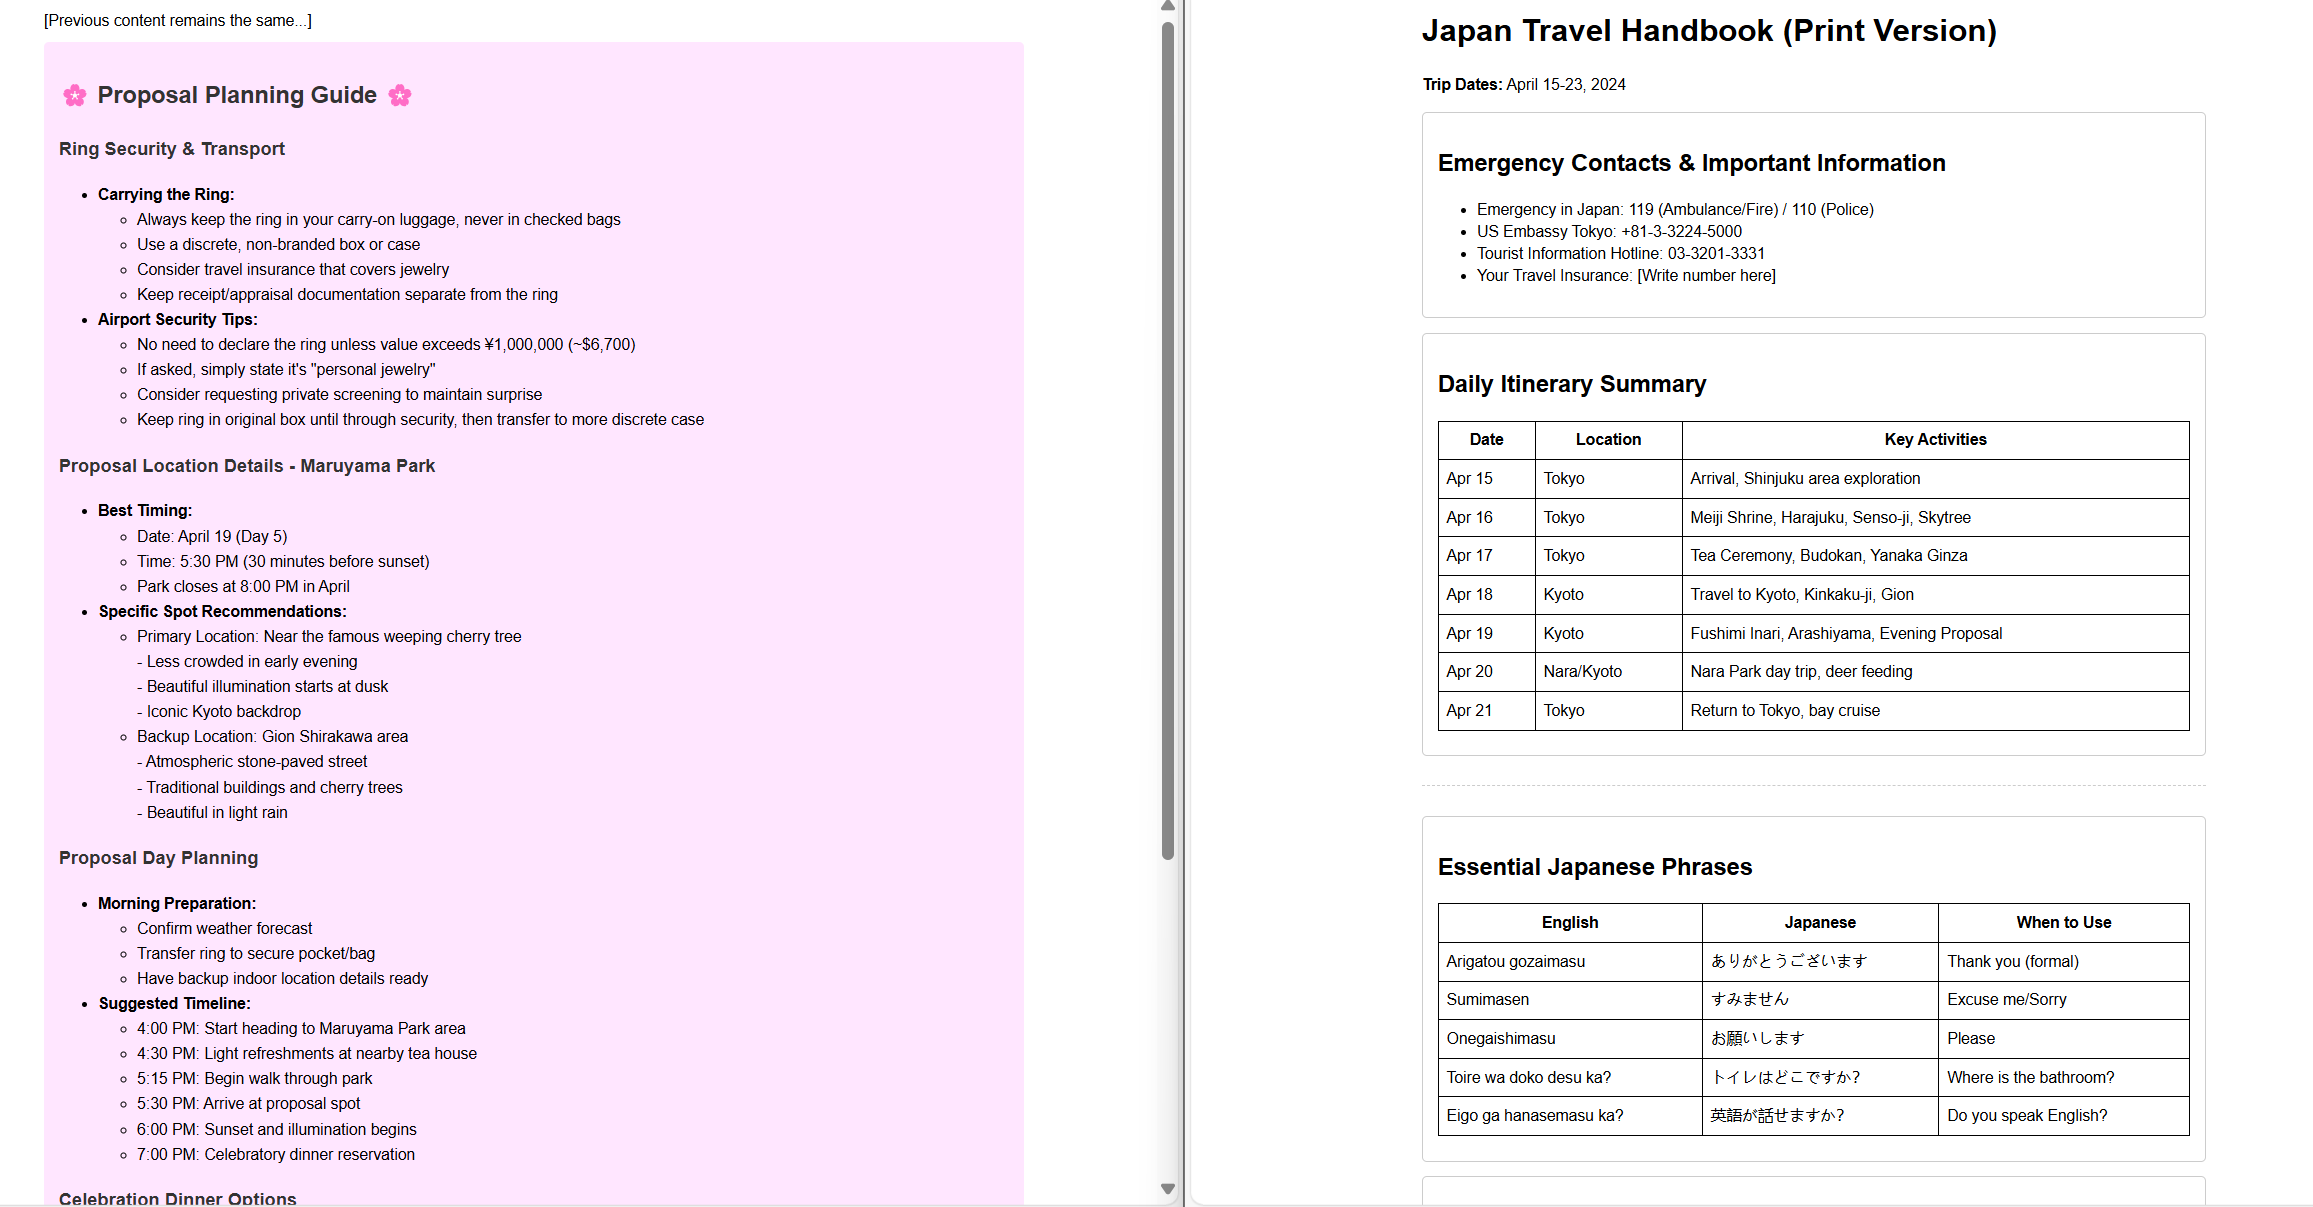 [Previous content remains the same...]
🌸 Proposal Planning Guide 🌸
Ring Security & Transport
• Carrying the Ring:
◦ Always keep the ring in your carry-on luggage, never in checked bags
◦ Use a discrete, non-branded box or case
◦ Consider travel insurance that covers jewelry
◦ Keep receipt/appraisal documentation separate from the ring
• Airport Security Tips:
◦ No need to declare the ring unless value exceeds ¥1,000,000 (~$6,700)
◦ If asked, simply state it's "personal jewelry"
◦ Consider requesting private screening to maintain surprise
◦ Keep ring in original box until through security, then transfer to more discrete case
Proposal Location Details - Maruyama Park
• Best Timing:
◦ Date: April 19 (Day 5)
◦ Time: 5:30 PM (30 minutes before sunset)
◦ Park closes at 8:00 PM in April
• Specific Spot Recommendations:
◦ Primary Location: Near the famous weeping cherry tree
- Less crowded in early evening
- Beautiful illumination starts at dusk
- Iconic Kyoto backdrop
◦ Backup Location: Gion Shirakawa area
- Atmospheric stone-paved street
- Traditional buildings and cherry trees
- Beautiful in light rain
Proposal Day Planning
• Morning Preparation:
◦ Confirm weather forecast
◦ Transfer ring to secure pocket/bag
◦ Have backup indoor location details ready
• Suggested Timeline:
◦ 4:00 PM: Start heading to Maruyama Park area
◦ 4:30 PM: Light refreshments at nearby tea house
◦ 5:15 PM: Begin walk through park
◦ 5:30 PM: Arrive at proposal spot
◦ 6:00 PM: Sunset and illumination begins
◦ 7:00 PM: Celebratory dinner reservation
Celebration Dinner Options
Japan Travel Handbook (Print Version)
Trip Dates: April 15-23, 2024
Emergency Contacts & Important Information
• Emergency in Japan: 119 (Ambulance/Fire) / 110 (Police)
• US Embassy Tokyo: +81-3-3224-5000
• Tourist Information Hotline: 03-3201-3331
• Your Travel Insurance: [Write number here]
Daily Itinerary Summary
Date Location Key Activities
Apr 15 Tokyo Arrival, Shinjuku area exploration
Apr 16 Tokyo Meiji Shrine, Harajuku, Senso-ji, Skytree
Apr 17 Tokyo Tea Ceremony, Budokan, Yanaka Ginza
Apr 18 Kyoto Travel to Kyoto, Kinkaku-ji, Gion
Apr 19 Kyoto Fushimi Inari, Arashiyama, Evening Proposal
Apr 20 Nara/Kyoto Nara Park day trip, deer feeding
Apr 21 Tokyo Return to Tokyo, bay cruise
Essential Japanese Phrases
English Japanese When to Use
Arigatou gozaimasu ありがとうございます Thank you (formal)
Sumimasen すみません Excuse me/Sorry
Onegaishimasu お願いします Please
Toire wa doko desu ka? トイレはどこですか? Where is the bathroom?
Eigo ga hanasemasu ka? 英語が話せますか? Do you speak English?